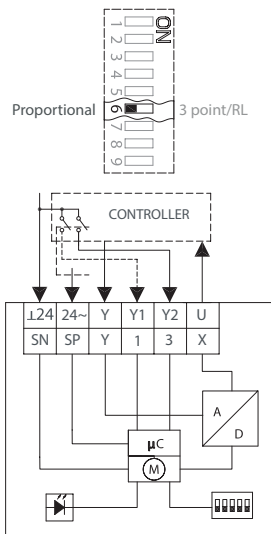 ON
1
2
3
4
5
Proportional 6 3 point/RL
7
8
9
CONTROLLER
⊥24 24~ Y Y1 Y2 U
SN SP Y 1 3 X
A
D
µC
M